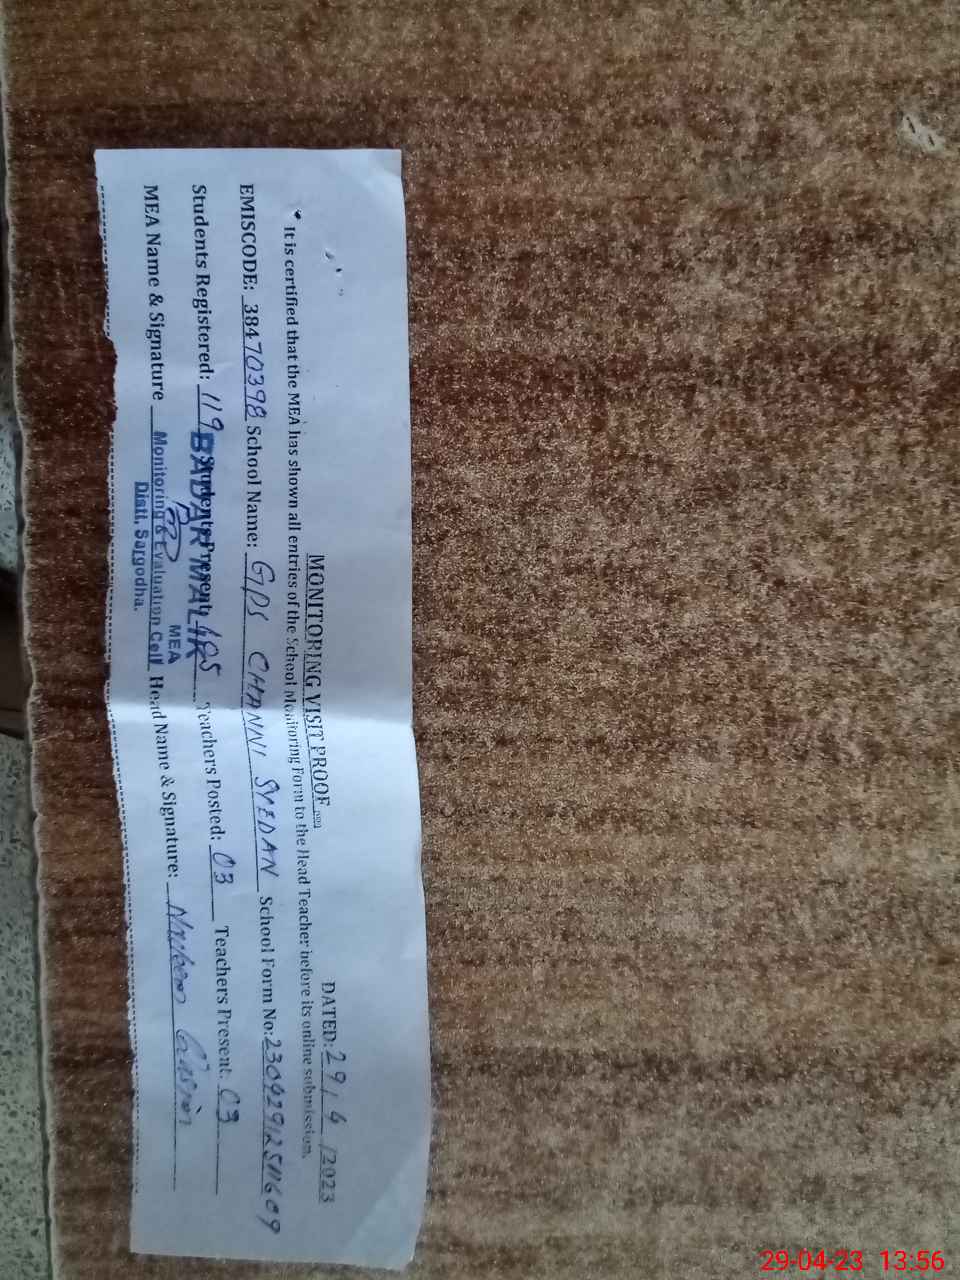 MONITORING VISIT PROOF
DATED: 29/4/2023
It is certified that the MEA has shown all entries of the School Monitoring Form to the Head Teacher before its online submission.
EMISCODE: 38470398 School Name: GPS CHANNI SYEDAN School Form No: 230429125111609
Students Registered: 119 Students Present: Teachers Posted: 03 Teachers Present: 03
BADAR MALIK
MEA
MEA Name & Signature Monitoring & Evaluation Cell Head Name & Signature:
Distt. Sargodha.
29-04-23 13:56